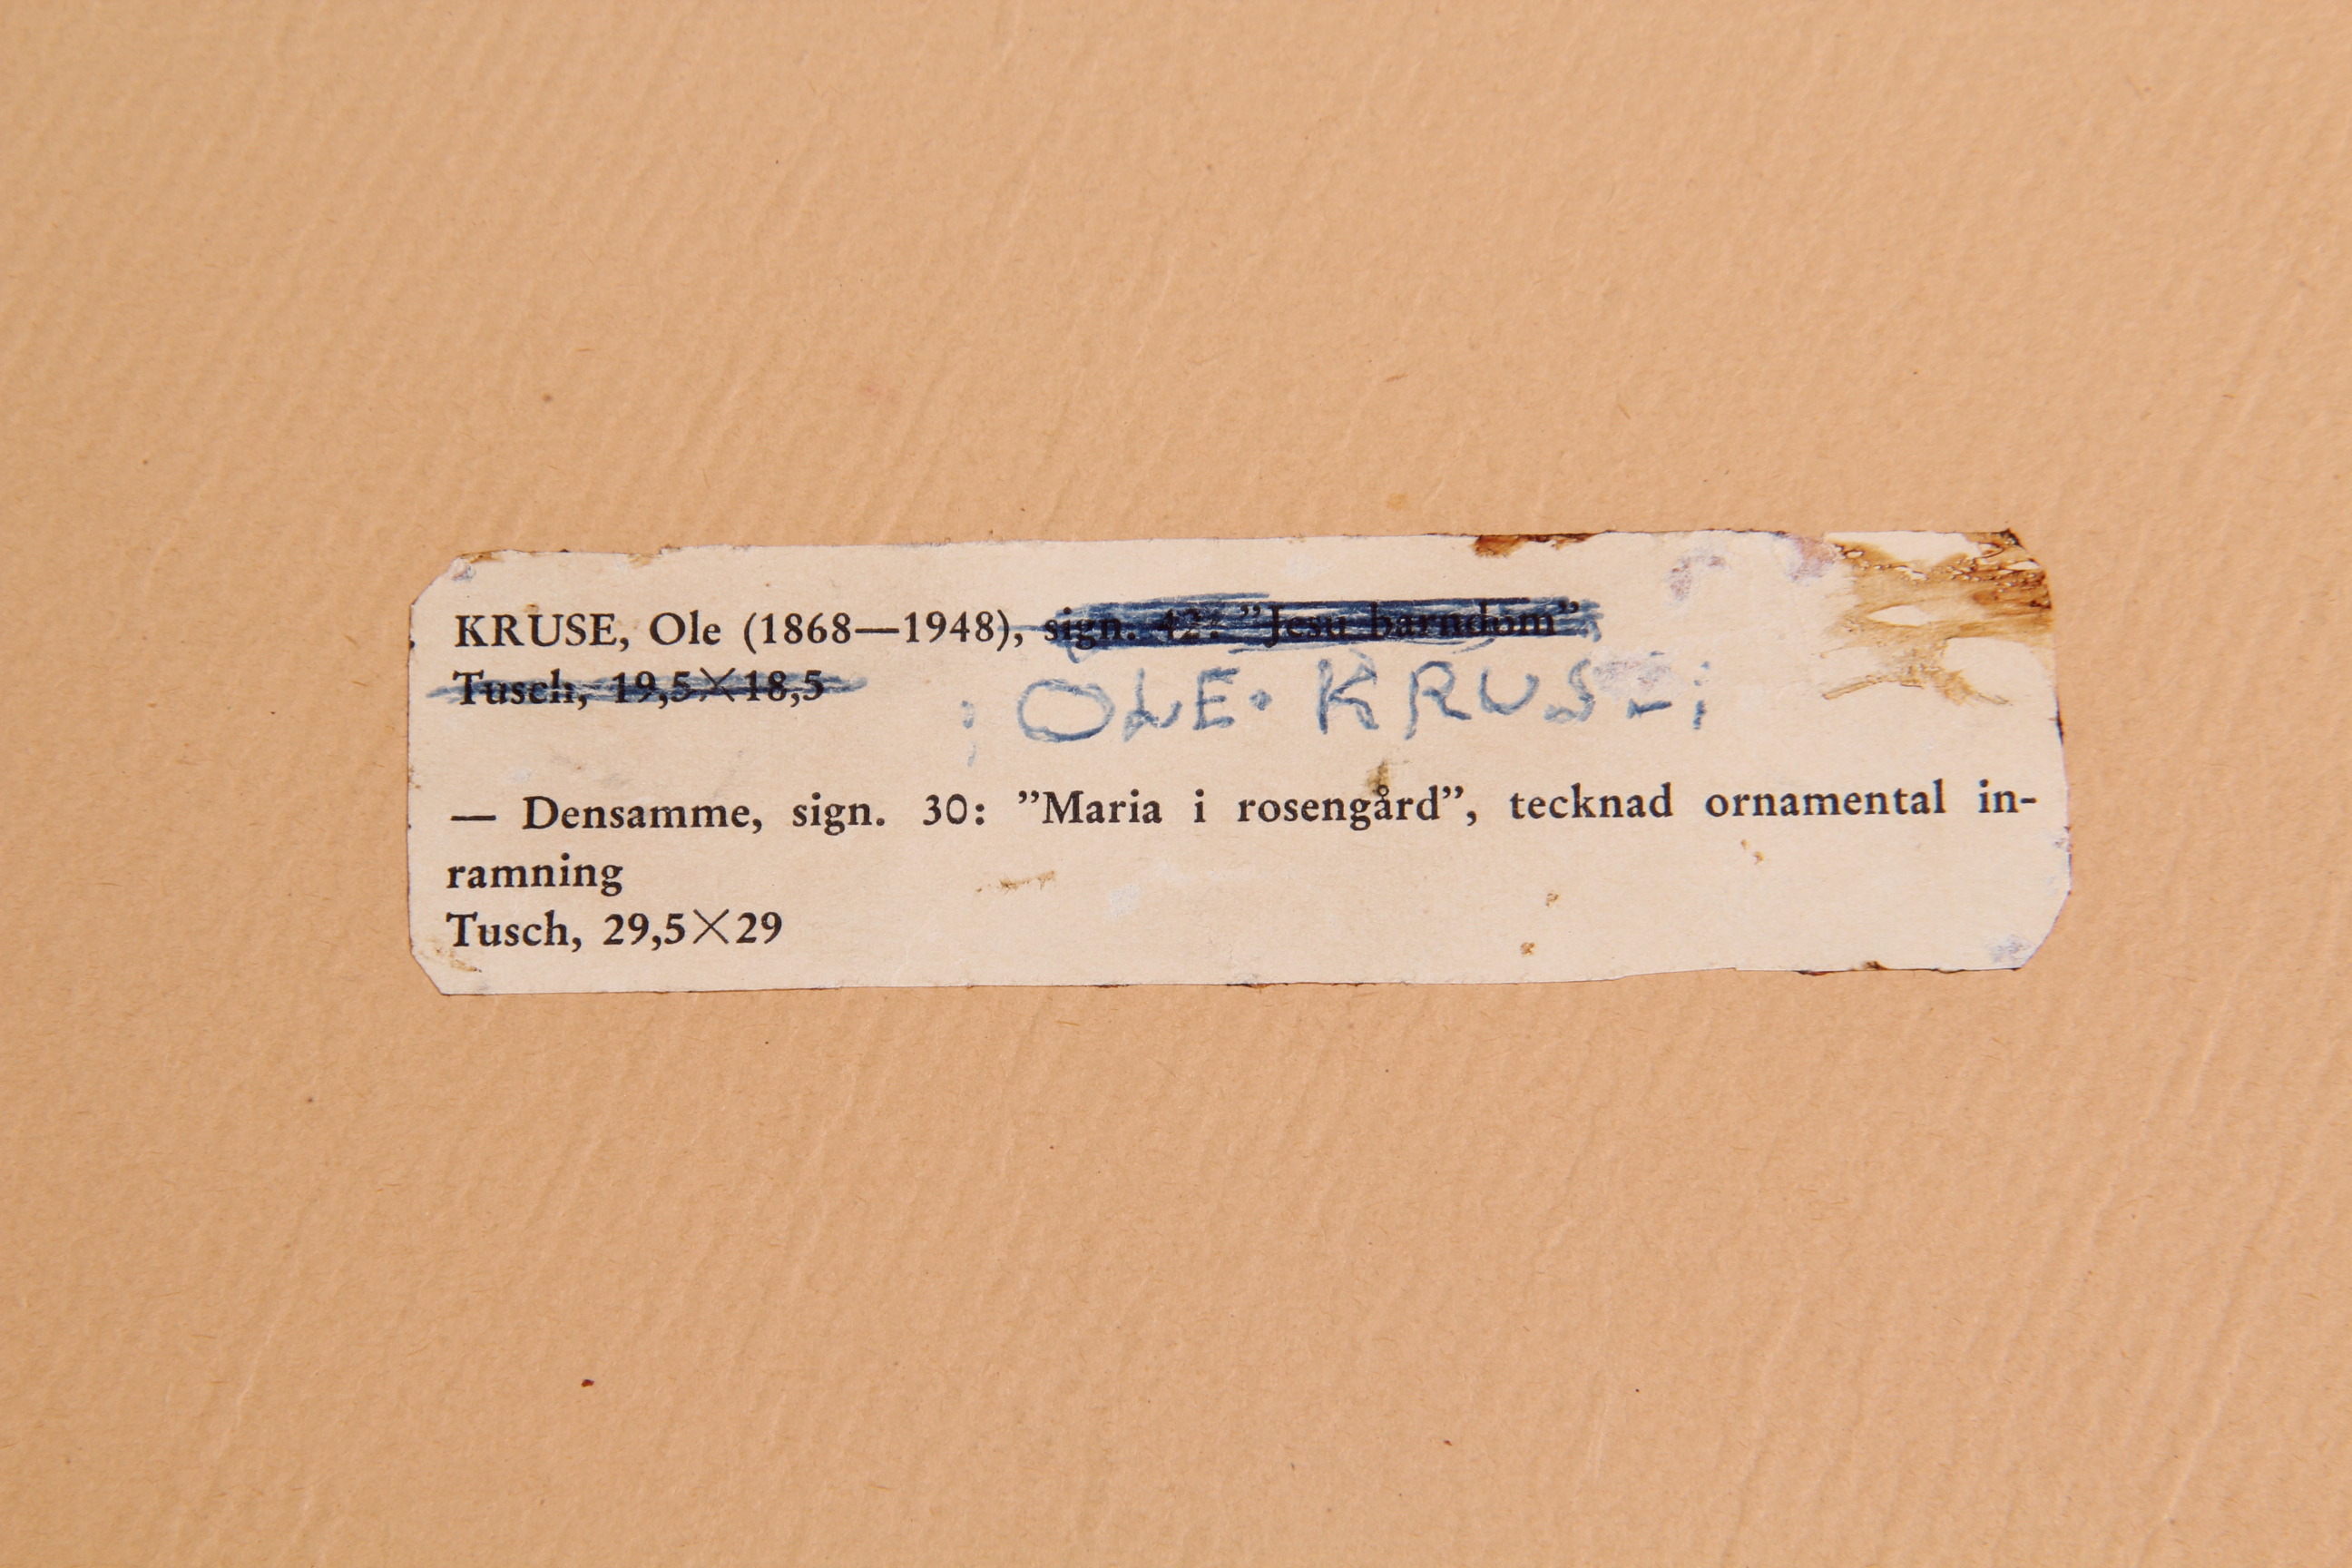 KRUSE, Ole (1868—1948), sign. 42: ”Jesu barndom”
Tusch, 19,5×18,5
; OLE. KRUS-;
— Densamme, sign. 30: ”Maria i rosengård”, tecknad ornamental in-
ramning
Tusch, 29,5×29